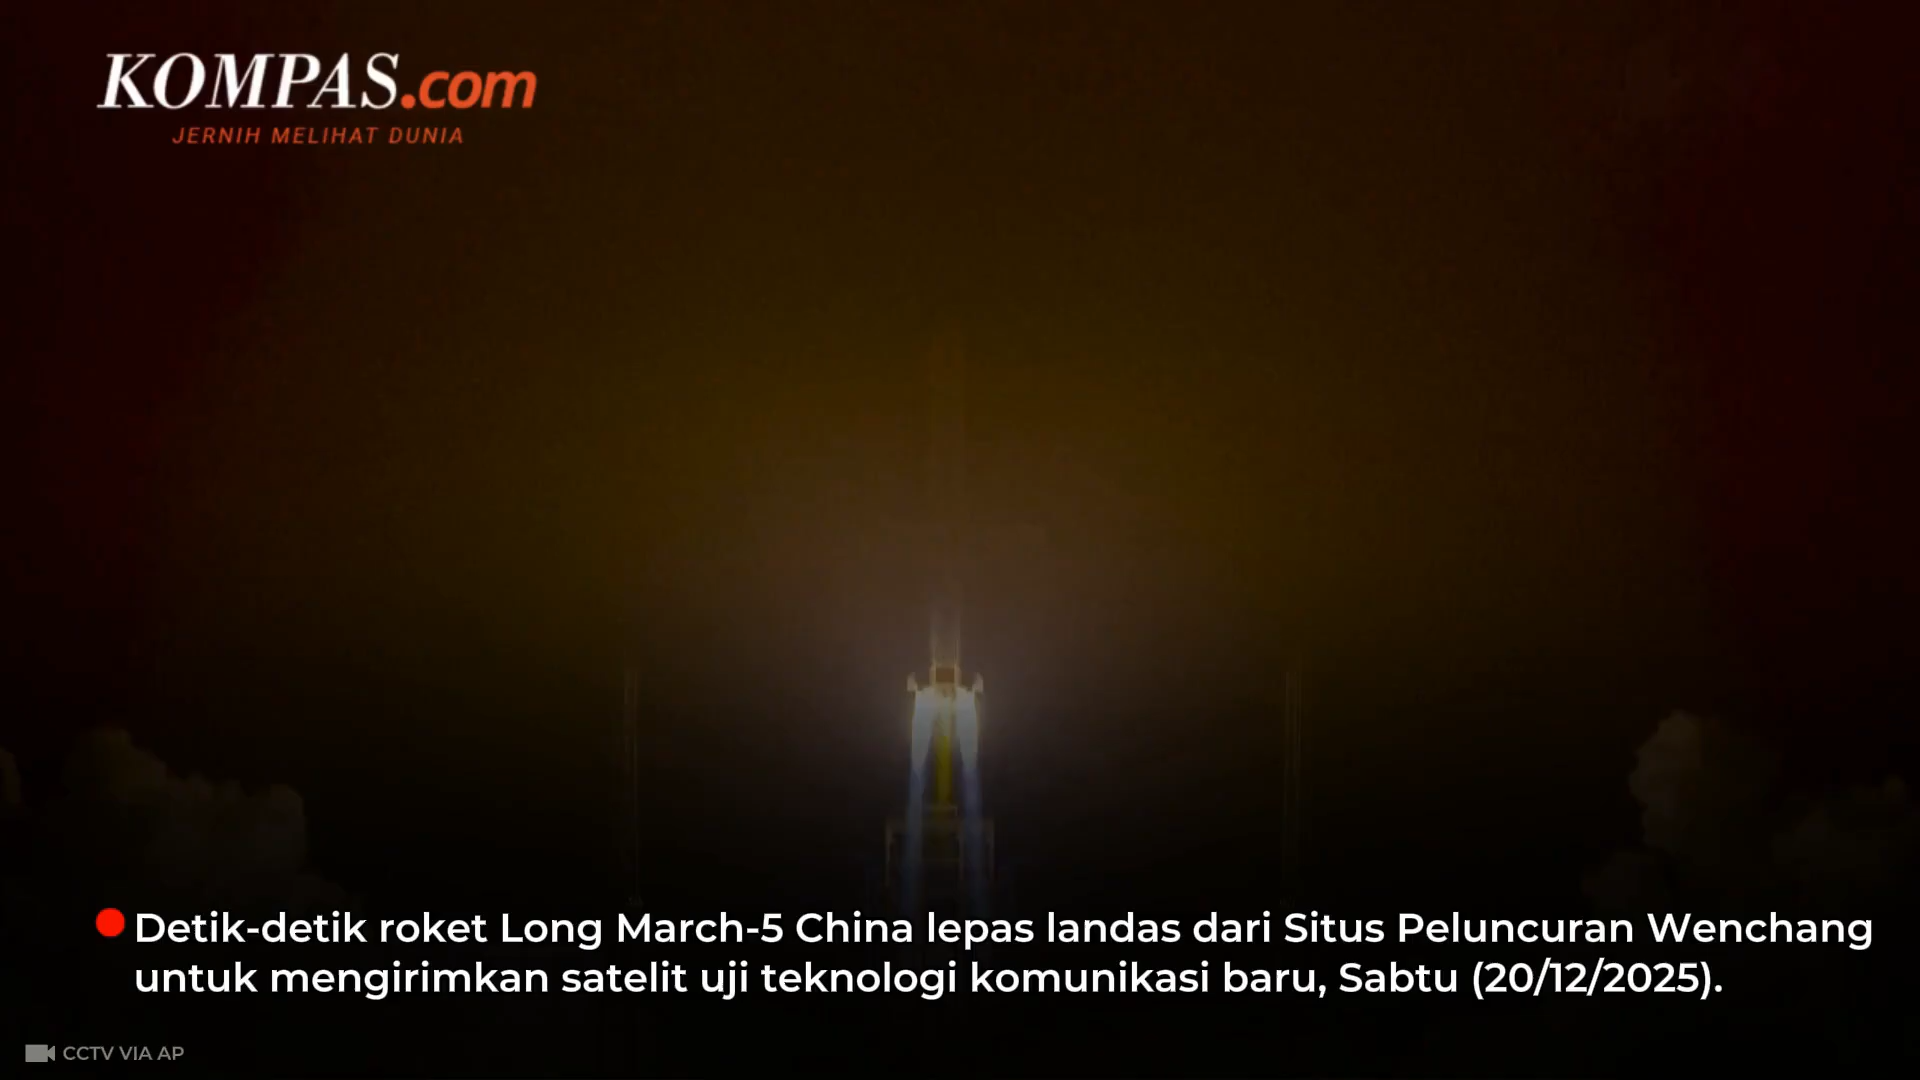 KOMPAS.com
JERNIH MELIHAT DUNIA
Detik-detik roket Long March-5 China lepas landas dari Situs Peluncuran Wenchang
untuk mengirimkan satelit uji teknologi komunikasi baru, Sabtu (20/12/2025).
CCTV VIA AP